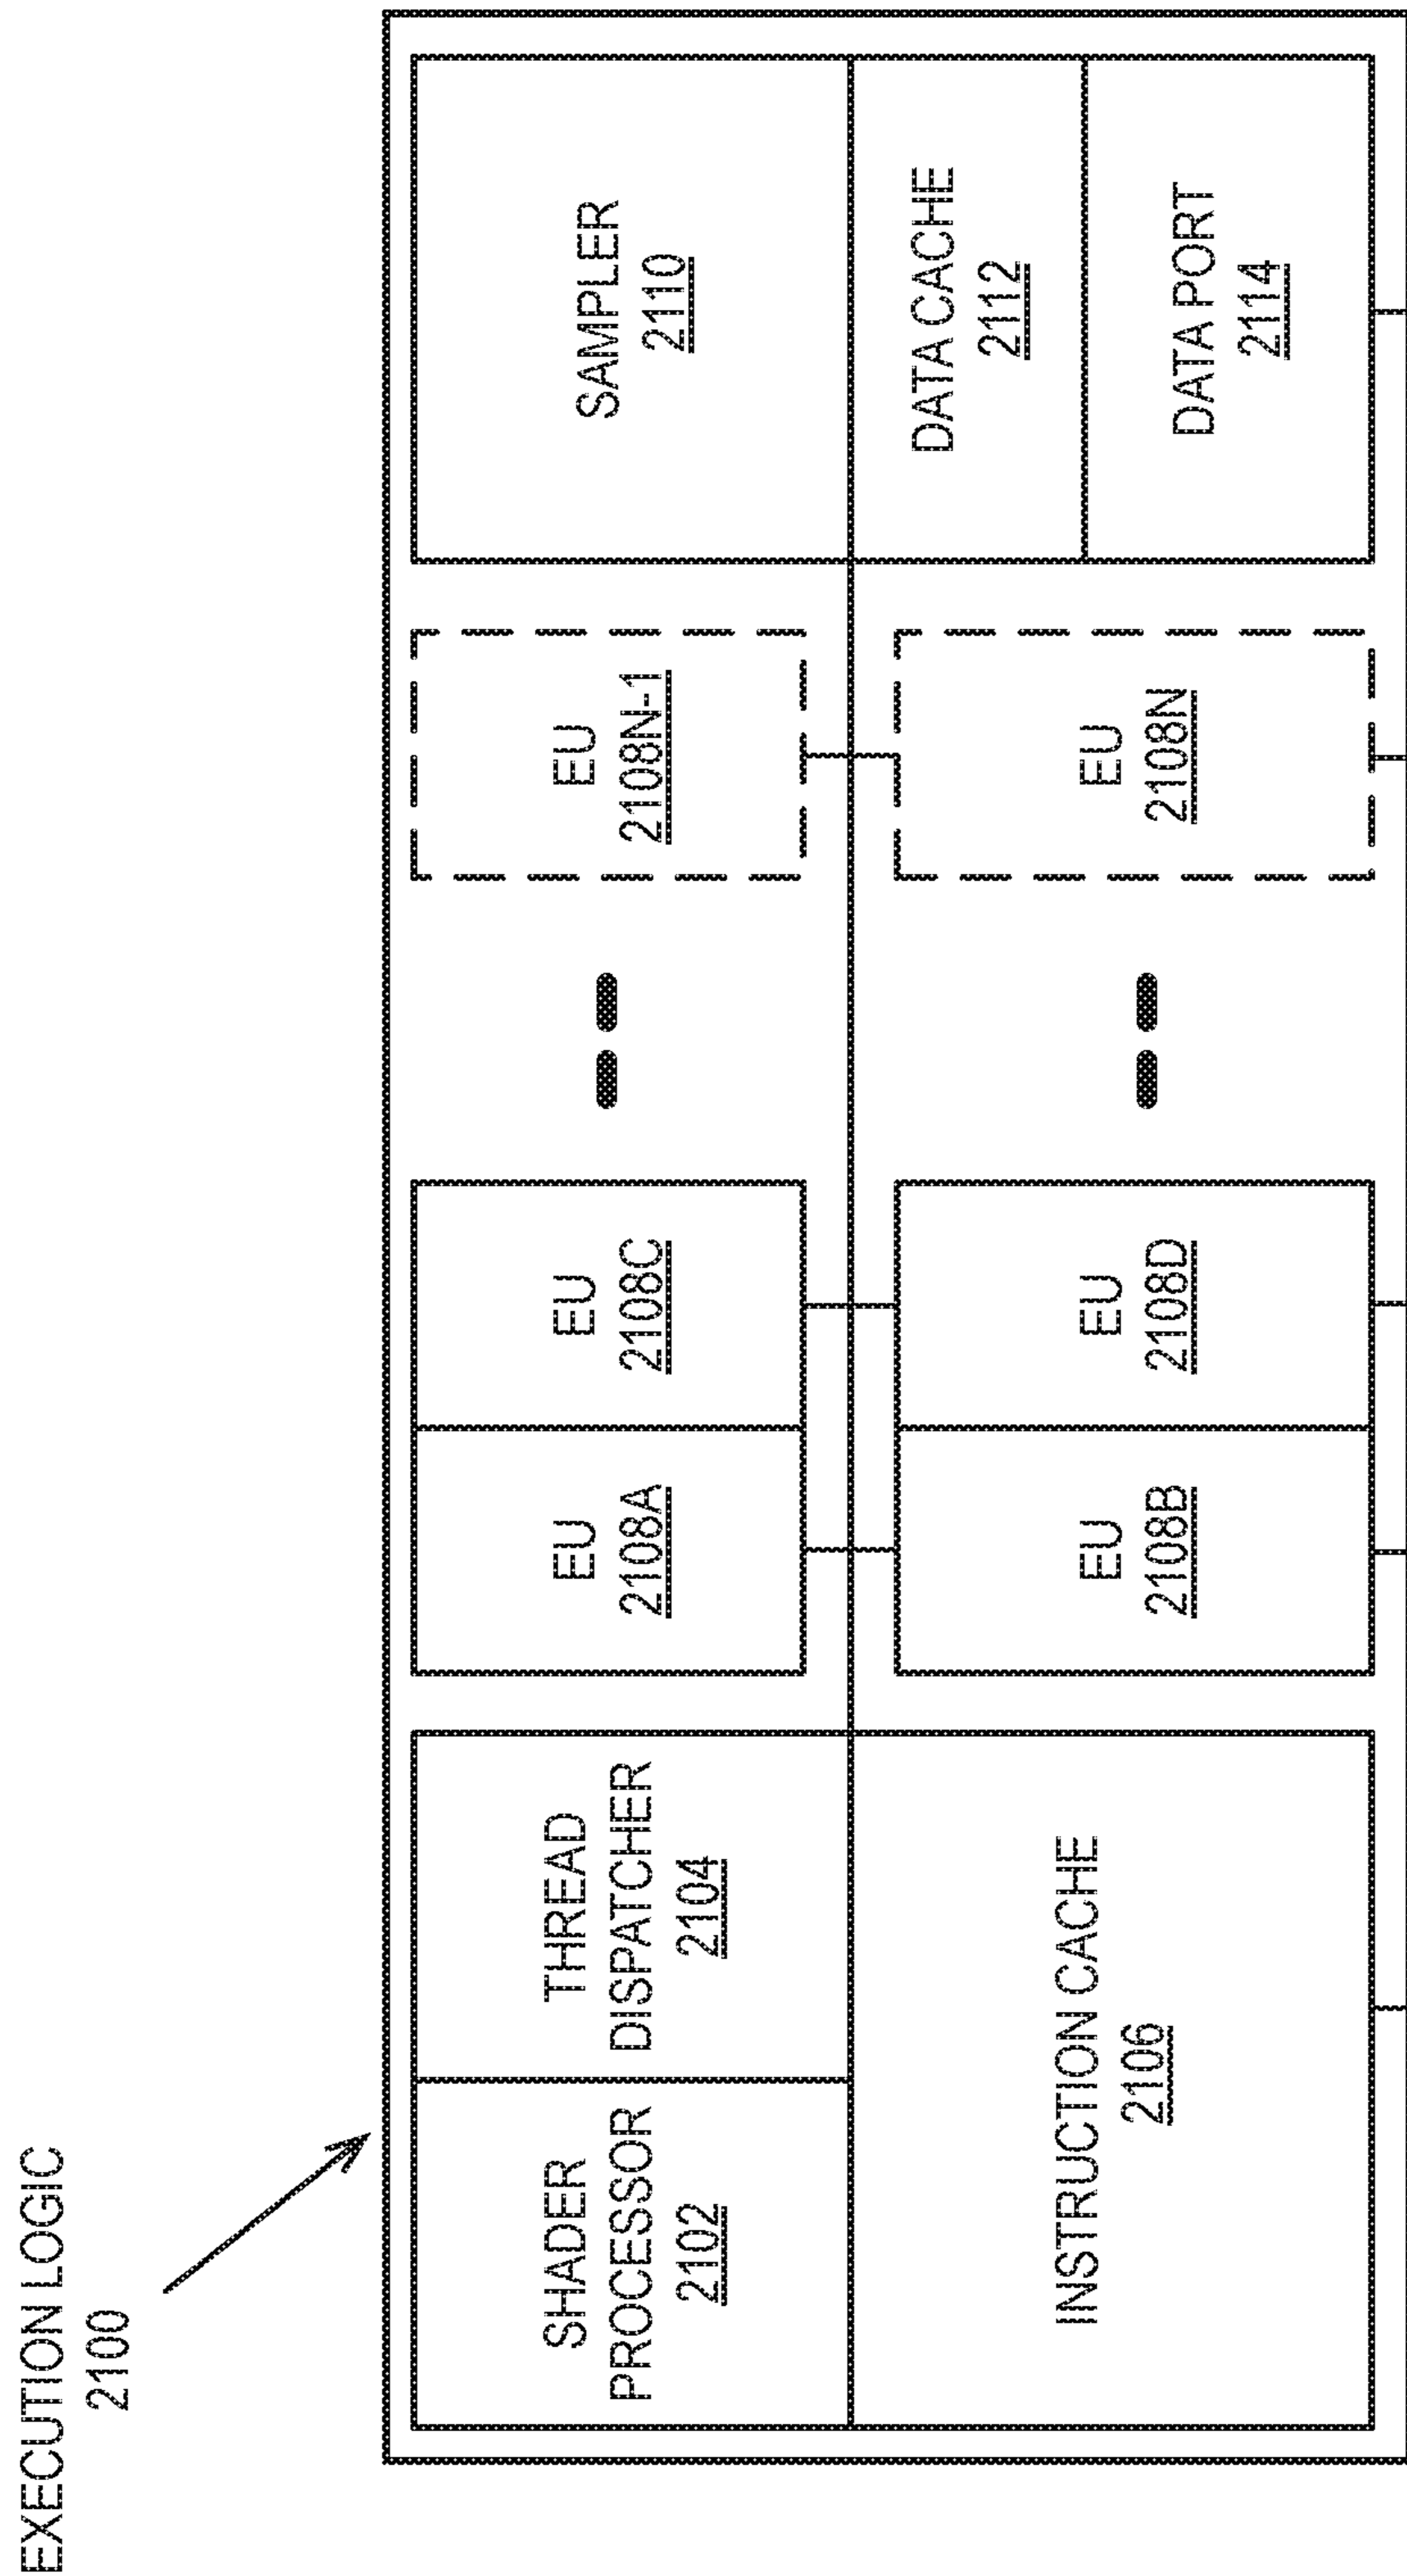 EXECUTION LOGIC
2100
SHADER
PROCESSOR
2102
THREAD
DISPATCHER
2104
INSTRUCTION CACHE
2106
EU
2108A
EU
2108C
EU
2108N-1
EU
2108B
EU
2108D
EU
2108N
SAMPLER
2110
DATA CACHE
2112
DATA PORT
2114